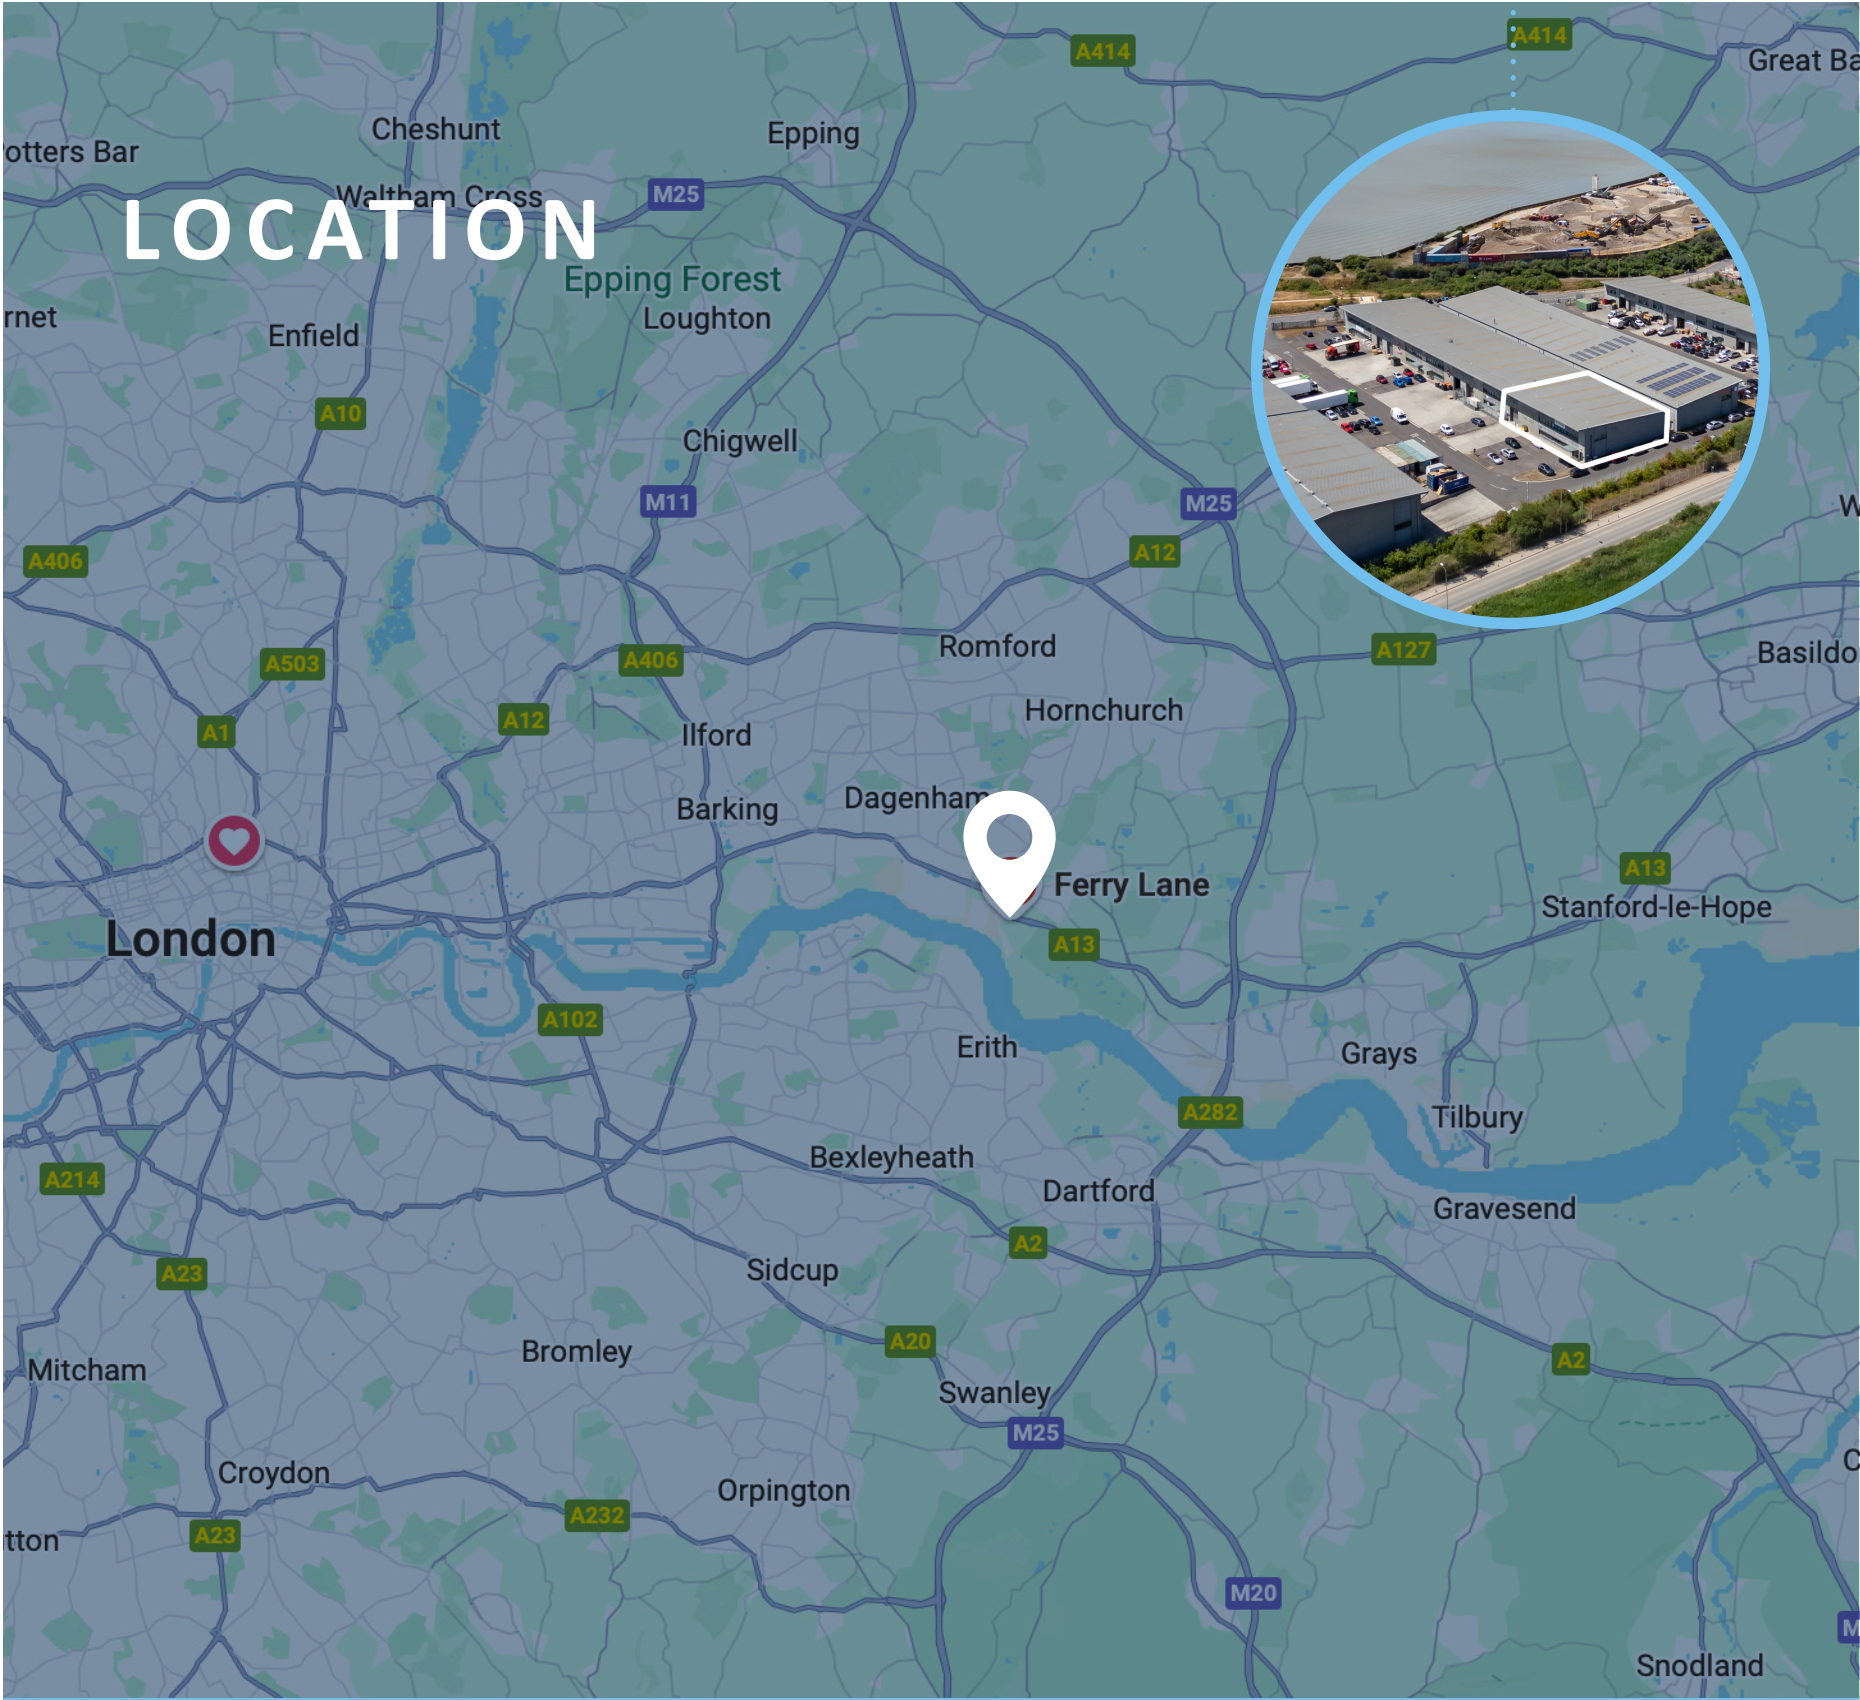 A414
A414
Great Ba
Cheshunt
Epping
otters Bar
Waltham Cross
M25
LOCATION
Epping Forest
Loughton
rnet
Enfield
A10
Chigwell
M11
M25
W
A12
A406
A503
A406
Romford
A127
Basildo
A1
A12
Hornchurch
Ilford
Barking
Dagenham
Ferry Lane
A13
Stanford-le-Hope
London
A13
A102
Erith
Grays
A282
Tilbury
Bexleyheath
A214
Dartford
Gravesend
A2
A23
Sidcup
A20
Bromley
A2
Mitcham
Swanley
M25
Croydon
C
Orpington
A232
A23
tton
M20
M
Snodland